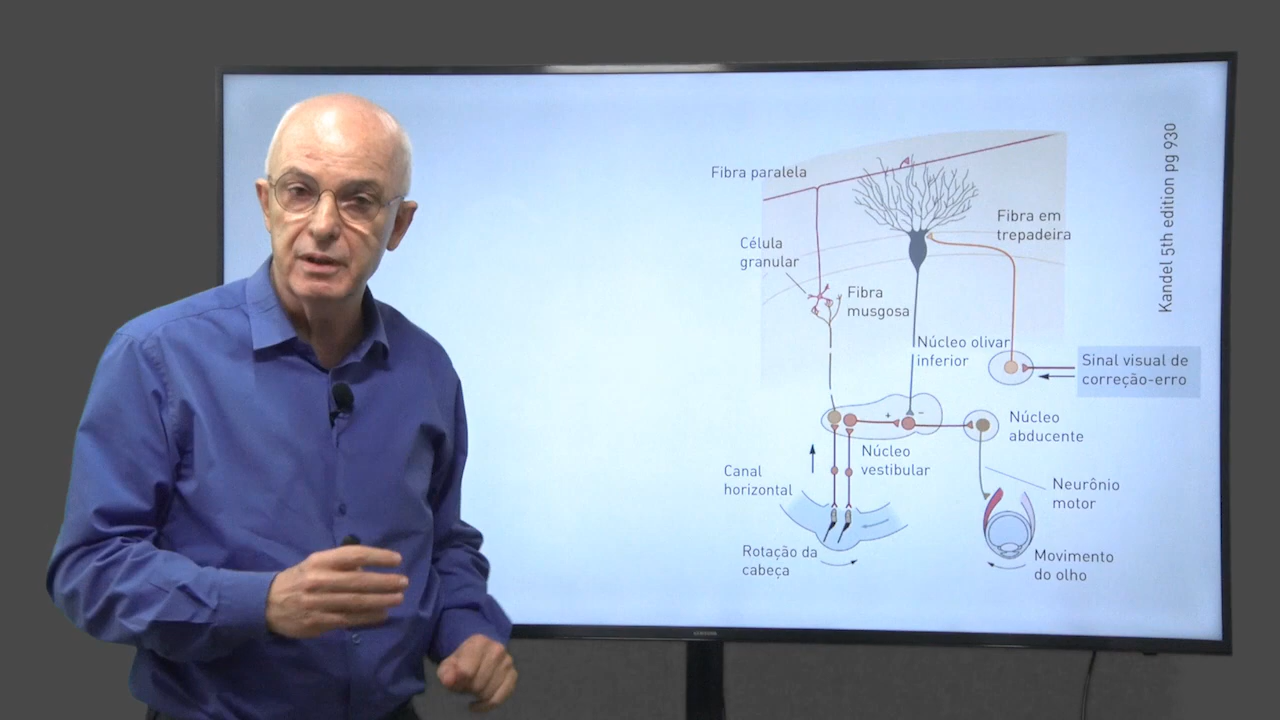 Fibra paralela
Fibra em
trepadeira
Célula
granular
Fibra
musgosa
Núcleo olivar
inferior
Sinal visual de
correção-erro
+
–
Núcleo
abducente
Núcleo
vestibular
Canal
horizontal
Neurônio
motor
Rotação da
cabeça
Movimento
do olho
Kandel 5th edition pg 930
SAMSUNG